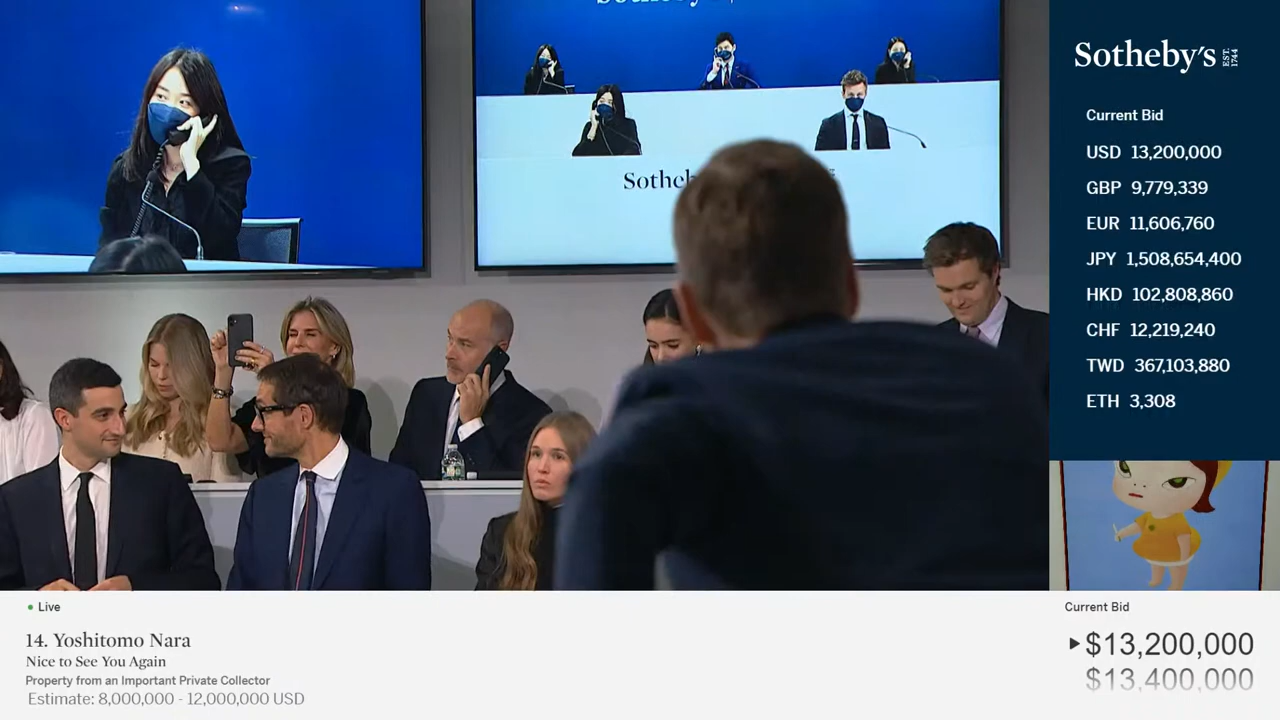 Sotheby's
Sotheby's EST. 1744
Current Bid
USD 13,200,000
GBP 9,779,339
EUR 11,606,760
JPY 1,508,654,400
HKD 102,808,860
CHF 12,219,240
TWD 367,103,880
ETH 3,308
Live
14. Yoshitomo Nara
Nice to See You Again
Property from an Important Private Collector
Estimate: 8,000,000 - 12,000,000 USD
Current Bid
$13,200,000
$13,400,000